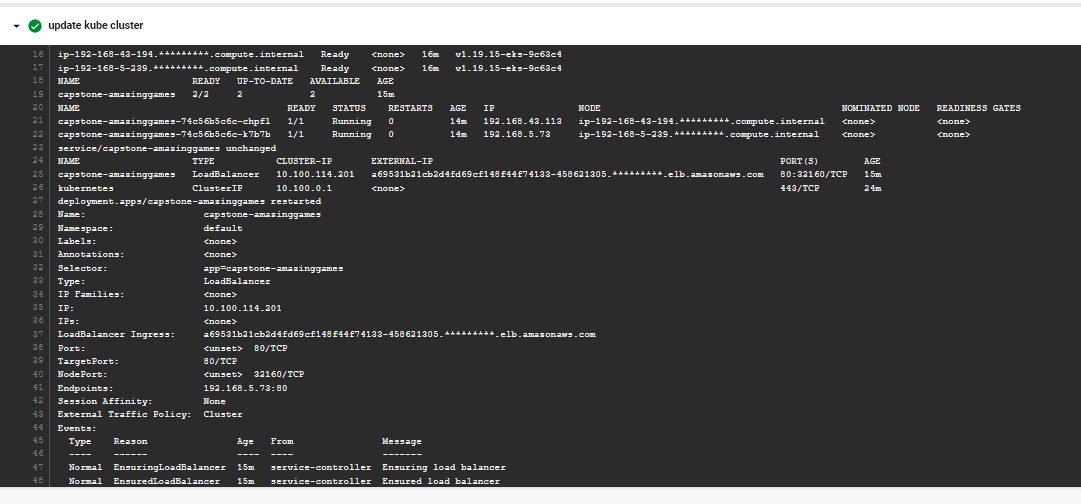 update kube cluster
16 ip-192-168-43-194.*********.compute.internal Ready <none> 16m v1.19.15-eks-9c63c4
17 ip-192-168-5-239.*********.compute.internal Ready <none> 16m v1.19.15-eks-9c63c4
18 NAME READY UP-TO-DATE AVAILABLE AGE
19 capstone-amazinggames 2/2 2 2 15m
20 NAME READY STATUS RESTARTS AGE IP NODE NOMINATED NODE READINESS GATES
21 capstone-amazinggames-74c56b5c6c-chpfl 1/1 Running 0 14m 192.168.43.113 ip-192-168-43-194.*********.compute.internal <none> <none>
22 capstone-amazinggames-74c56b5c6c-k7b7b 1/1 Running 0 14m 192.168.5.73 ip-192-168-5-239.*********.compute.internal <none> <none>
23 service/capstone-amazinggames unchanged
24 NAME TYPE CLUSTER-IP EXTERNAL-IP PORT(S) AGE
25 capstone-amazinggames LoadBalancer 10.100.114.201 a69531b21cb2d4fd69cf148f44f74133-458621305.*********.elb.amazonaws.com 80:32160/TCP 15m
26 kubernetes ClusterIP 10.100.0.1 <none> 443/TCP 24m
27 deployment.apps/capstone-amazinggames restarted
28 Name: capstone-amazinggames
29 Namespace: default
30 Labels: <none>
31 Annotations: <none>
32 Selector: app=capstone-amazinggames
33 Type: LoadBalancer
34 IP Families: <none>
35 IP: 10.100.114.201
36 IPs: <none>
37 LoadBalancer Ingress: a69531b21cb2d4fd69cf148f44f74133-458621305.*********.elb.amazonaws.com
38 Port: <unset> 80/TCP
39 TargetPort: 80/TCP
40 NodePort: <unset> 32160/TCP
41 Endpoints: 192.168.5.73:80
42 Session Affinity: None
43 External Traffic Policy: Cluster
44 Events:
45 Type Reason Age From Message
46 ---- ------ ---- ---- -------
47 Normal EnsuringLoadBalancer 15m service-controller Ensuring load balancer
48 Normal EnsuredLoadBalancer 15m service-controller Ensured load balancer